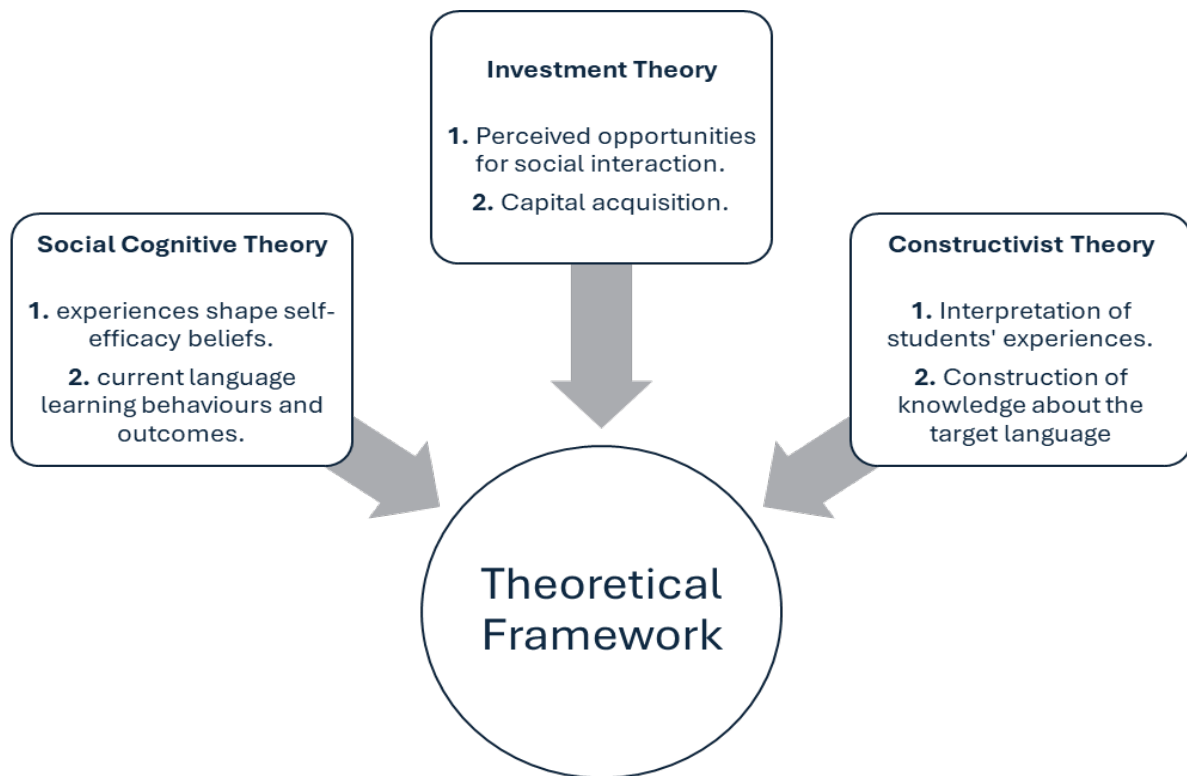 Investment Theory
1. Perceived opportunities
for social interaction.
2. Capital acquisition.
Social Cognitive Theory
1. experiences shape self-
efficacy beliefs.
2. current language
learning behaviours and
outcomes.
Constructivist Theory
1. Interpretation of
students' experiences.
2. Construction of
knowledge about the
target language
Theoretical
Framework